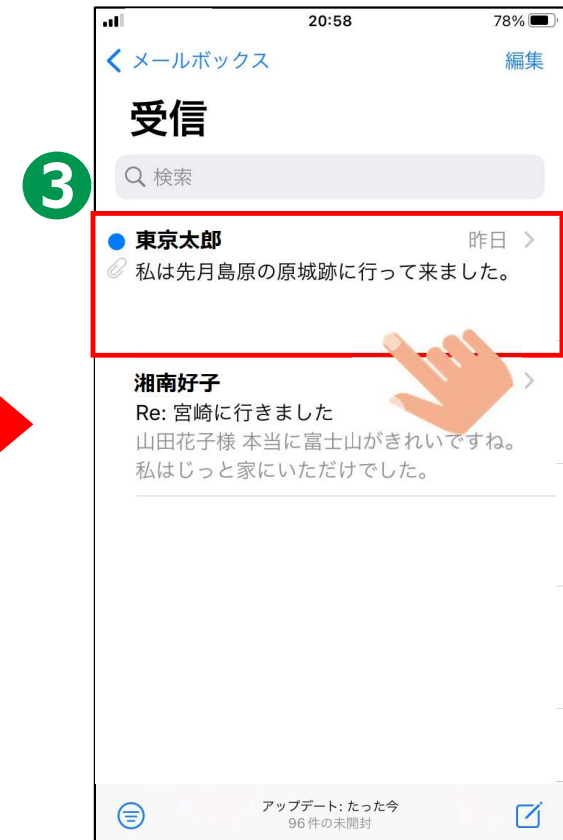 20:58 78%
メールボックス 編集
受信
検索
3
東京太郎 昨日
私は先月島原の原城跡に行って来ました。
湘南好子
Re: 宮崎に行きました
山田花子様 本当に富士山がきれいですね。
私はじっと家にいただけでした。
アップデート: たった今
96件の未開封